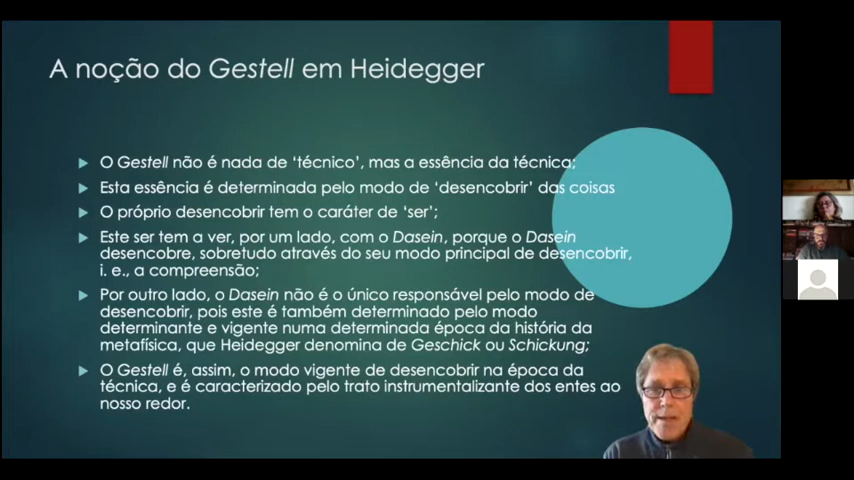 A noção do Gestell em Heidegger
O Gestell não é nada de ‘técnico’, mas a essência da técnica;
Esta essência é determinada pelo modo de ‘desencobrir’ das coisas
O próprio desencobrir tem o caráter de ‘ser’;
Este ser tem a ver, por um lado, com o Dasein, porque o Dasein
desencobre, sobretudo através do seu modo principal de desencobrir,
i. e., a compreensão;
Por outro lado, o Dasein não é o único responsável pelo modo de
desencobrir, pois este é também determinado pelo modo
determinante e vigente numa determinada época da história da
metafísica, que Heidegger denomina de Geschick ou Schickung;
O Gestell é, assim, o modo vigente de desencobrir na época da
técnica, e é caracterizado pelo trato instrumentalizante dos entes ao
nosso redor.